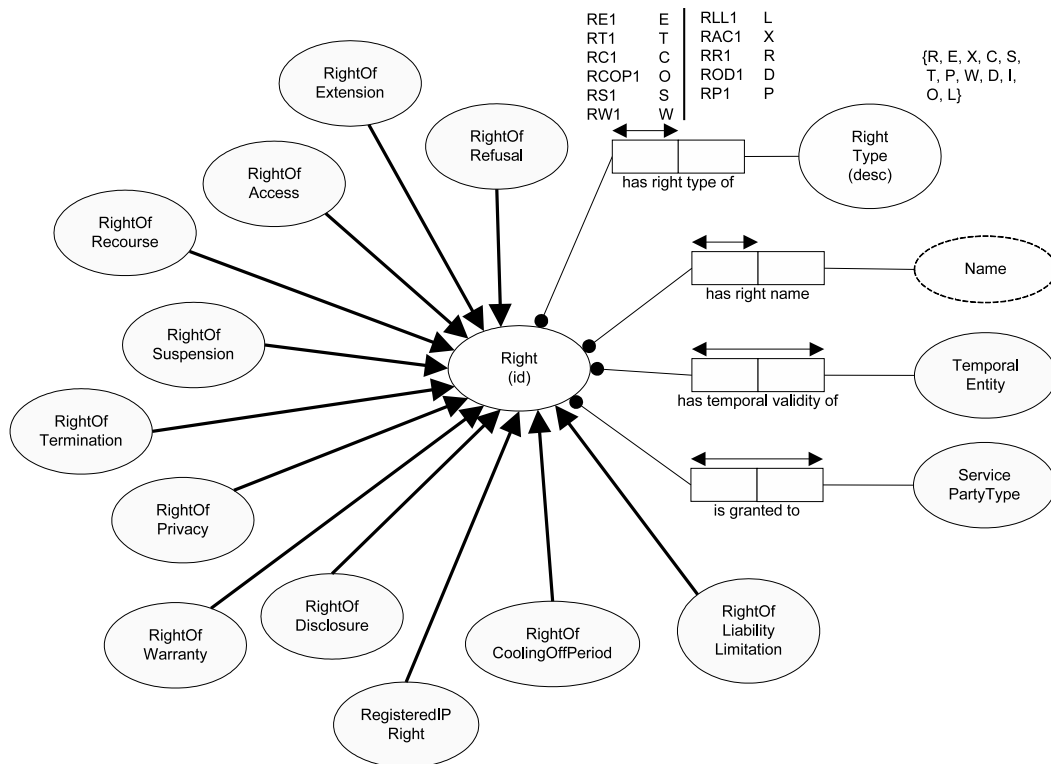 RE1 E RLL1 L
RT1 T RAC1 X
RC1 C RR1 R
RCOP1 O ROD1 D
RS1 S RP1 P
RW1 W
{R, E, X, C, S,
T, P, W, D, I,
O, L}
RightOf
Extension
RightOf
Refusal
has right type of
Right
Type
(desc)
RightOf
Access
RightOf
Recourse
has right name
Name
RightOf
Suspension
Right
(id)
has temporal validity of
Temporal
Entity
RightOf
Termination
is granted to
Service
PartyType
RightOf
Privacy
RightOf
Warranty
RightOf
Disclosure
RightOf
CoolingOffPeriod
RightOf
Liability
Limitation
RegisteredIP
Right